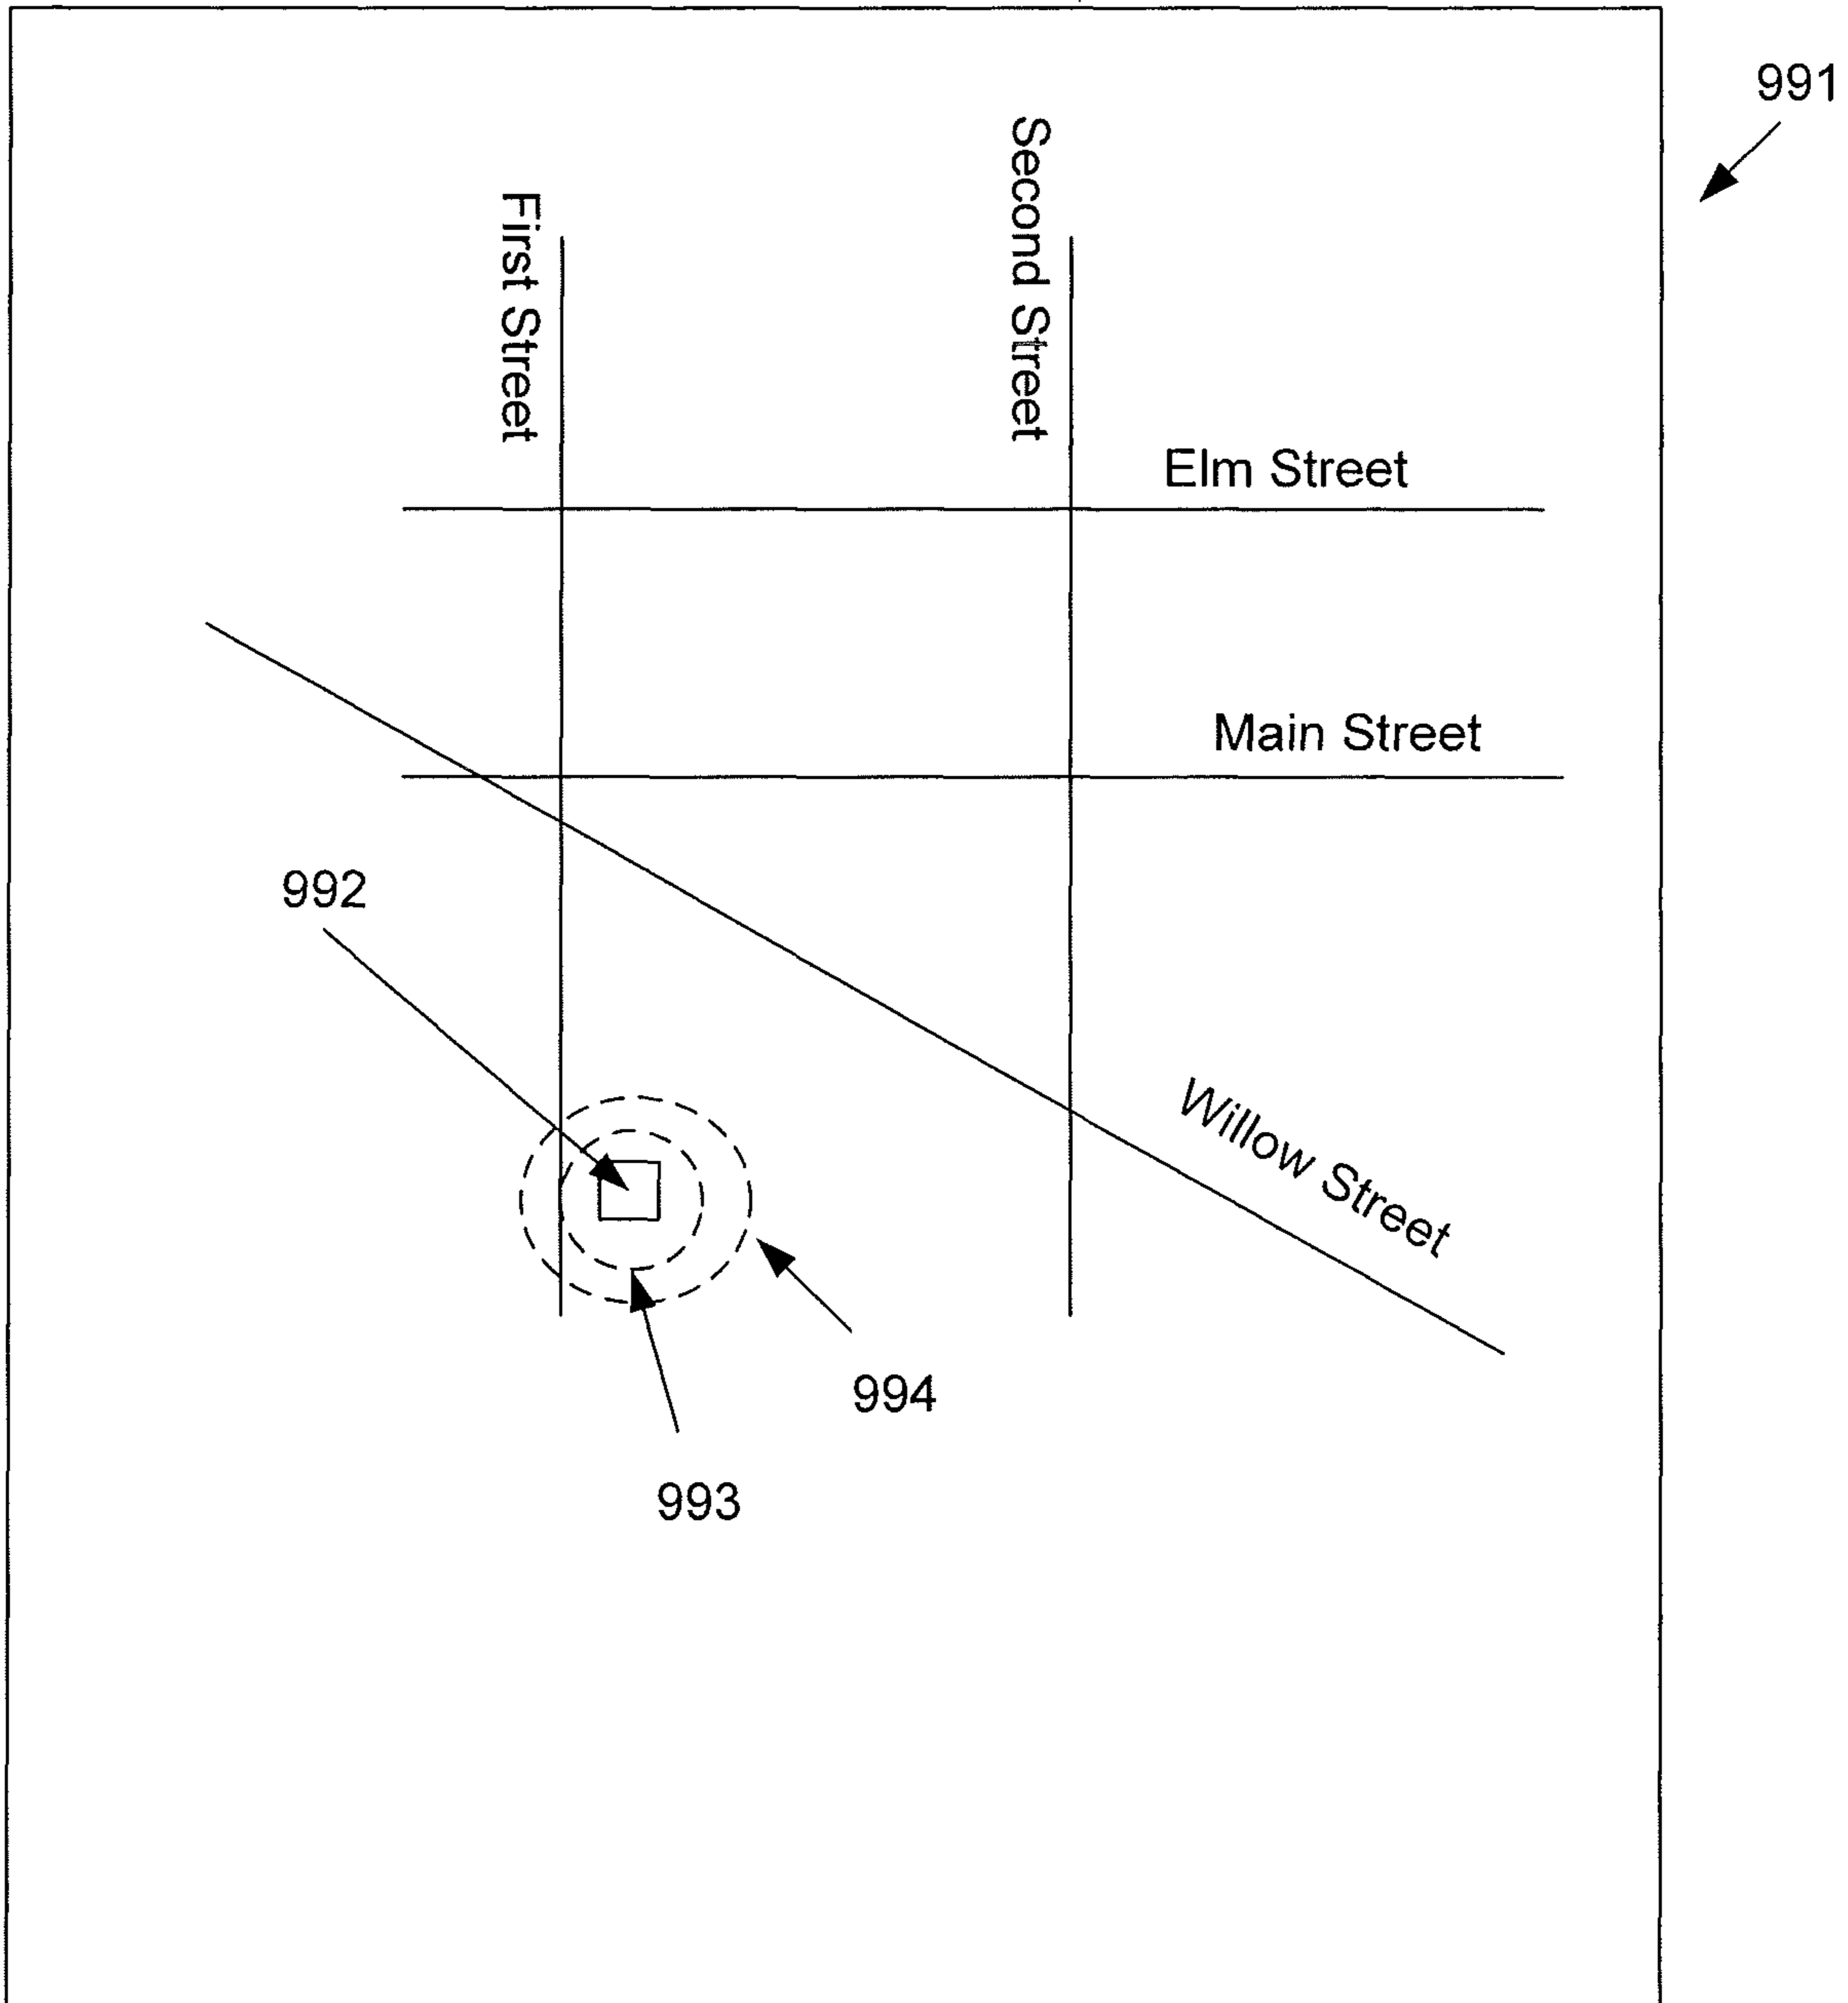 991
Second Street
First Street
Elm Street
Main Street
992
Willow Street
994
993